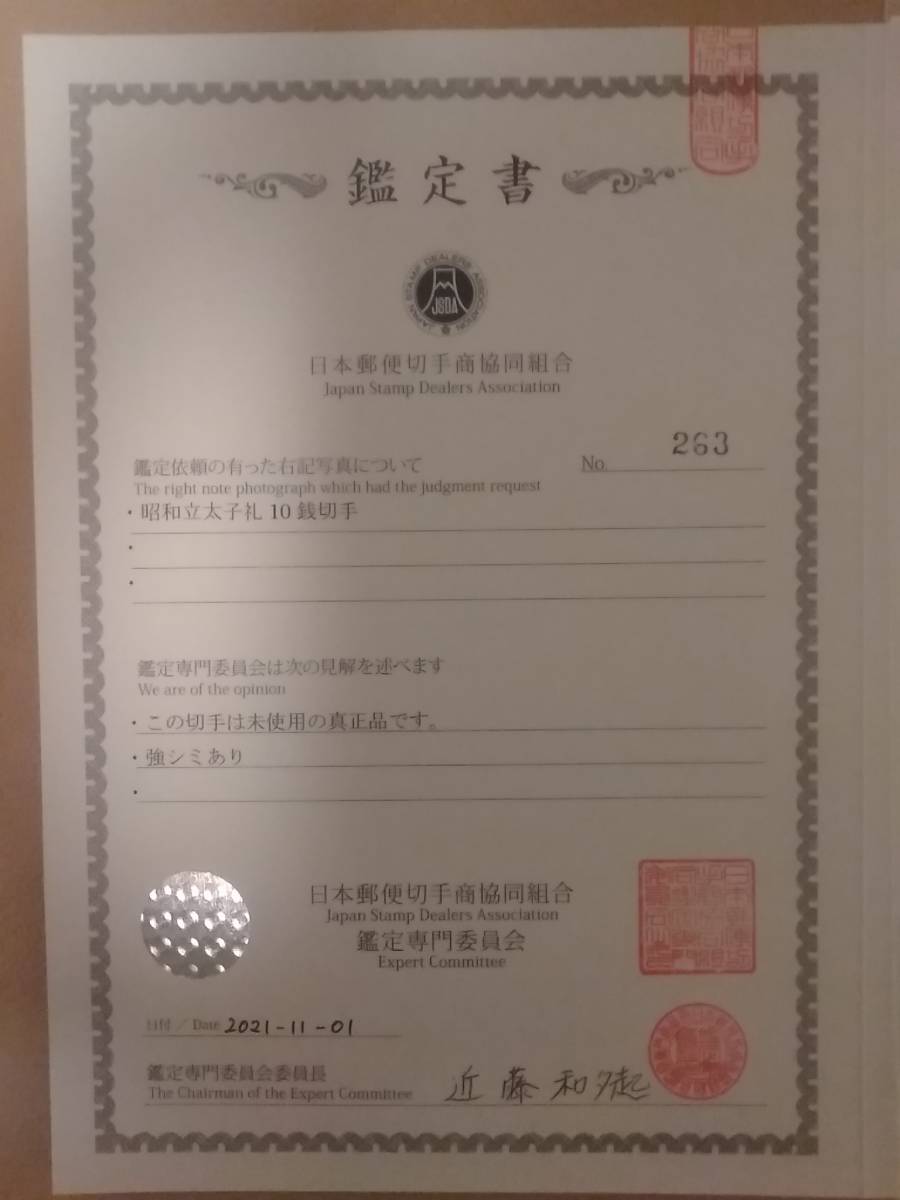 鑑定書
JAPAN STAMP DEALERS ASSOCIATION
JSDA
日本郵便切手商協同組合
Japan Stamp Dealers Association
鑑定依頼の有った右記写真について
No. 263
The right note photograph which had the judgment request
・昭和立太子礼 10 銭切手
・
・
鑑定専門委員会は次の見解を述べます
We are of the opinion
・この切手は未使用の真正品です。
・強シミあり
・
日本郵便切手商協同組合
Japan Stamp Dealers Association
鑑定専門委員会
Expert Committee
日付／Date 2021-11-01
鑑定専門委員会委員長
The Chairman of the Expert Committee
近藤和